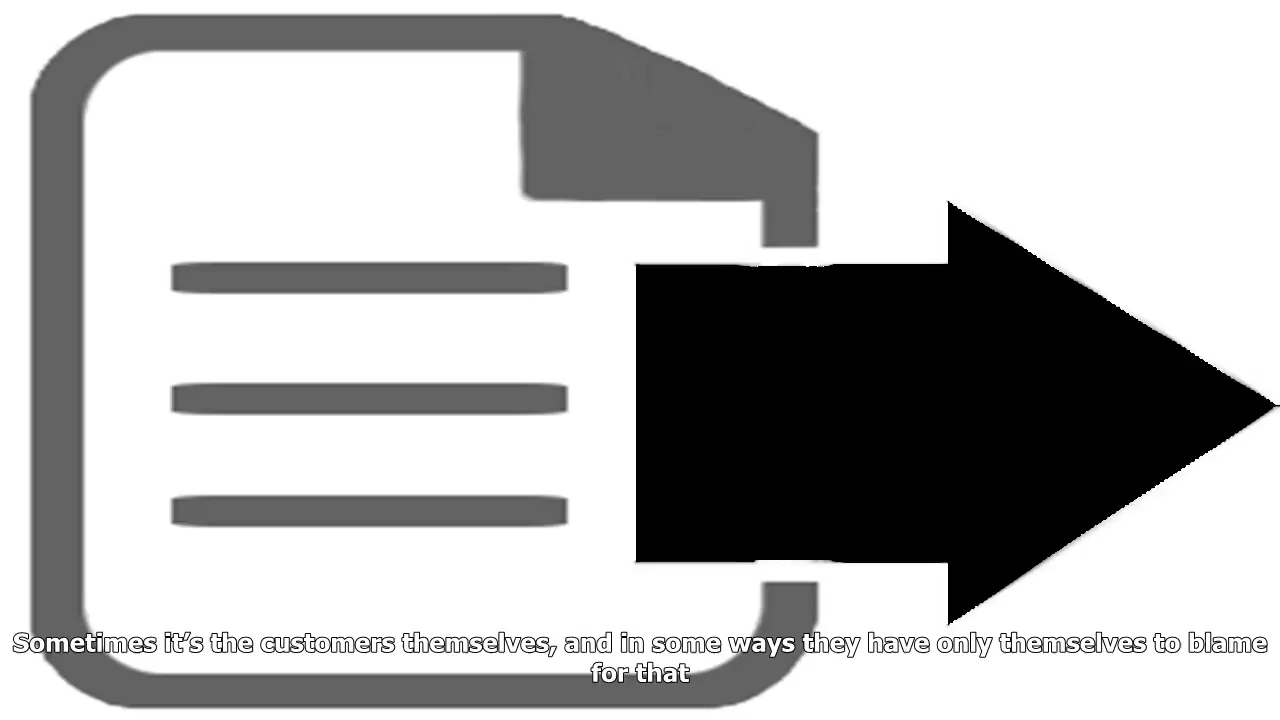 Sometimes it’s the customers themselves, and in some ways they have only themselves to blame
for that